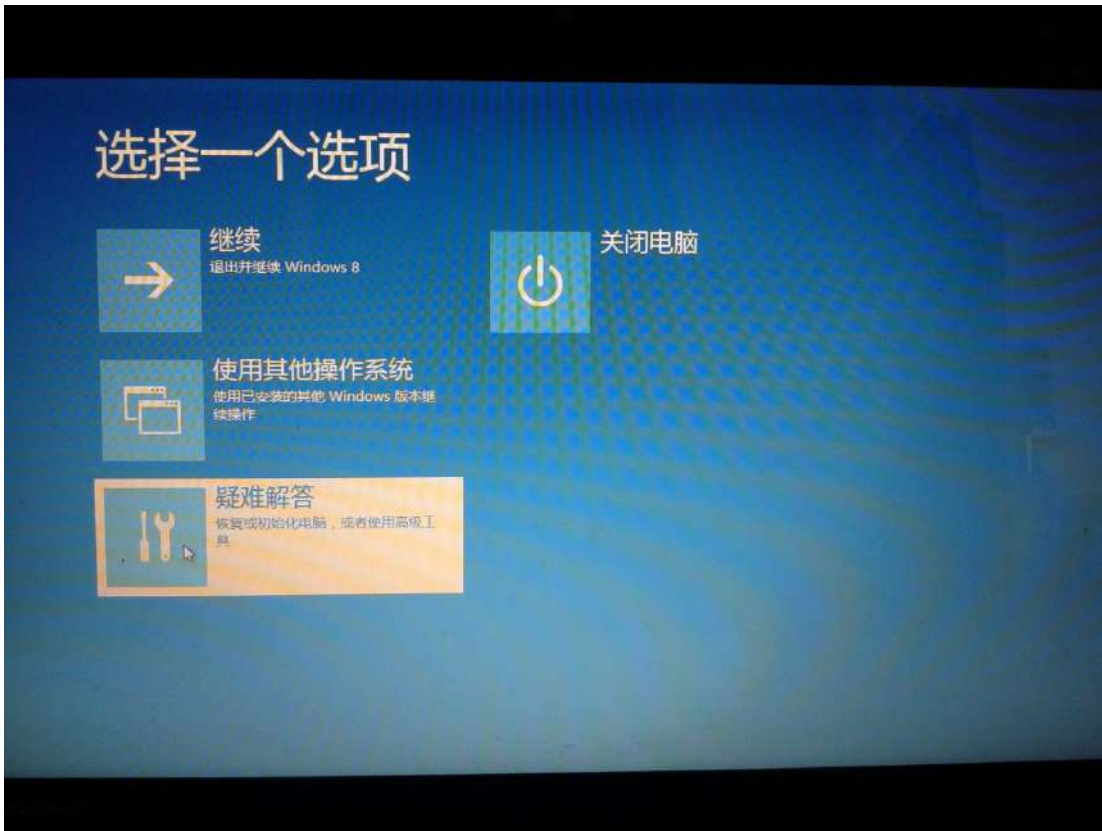 选择一个选项
继续
退出并继续 Windows 8
关闭电脑
使用其他操作系统
使用已安装的其他 Windows 版本继
续操作
疑难解答
恢复或初始化电脑，或者使用高级工
具